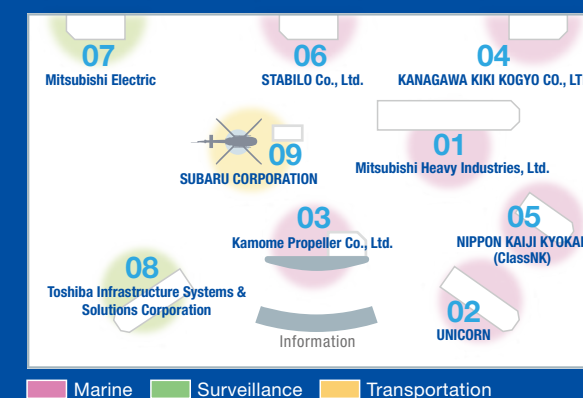 07
Mitsubishi Electric
06
STABILO Co., Ltd.
04
KANAGAWA KIKI KOGYO CO., LT
09
SUBARU CORPORATION
01
Mitsubishi Heavy Industries, Ltd.
03
Kamome Propeller Co., Ltd.
05
NIPPON KAIJI KYOKAI
(ClassNK)
08
Toshiba Infrastructure Systems &
Solutions Corporation
02
UNICORN
Information
Marine Surveillance Transportation